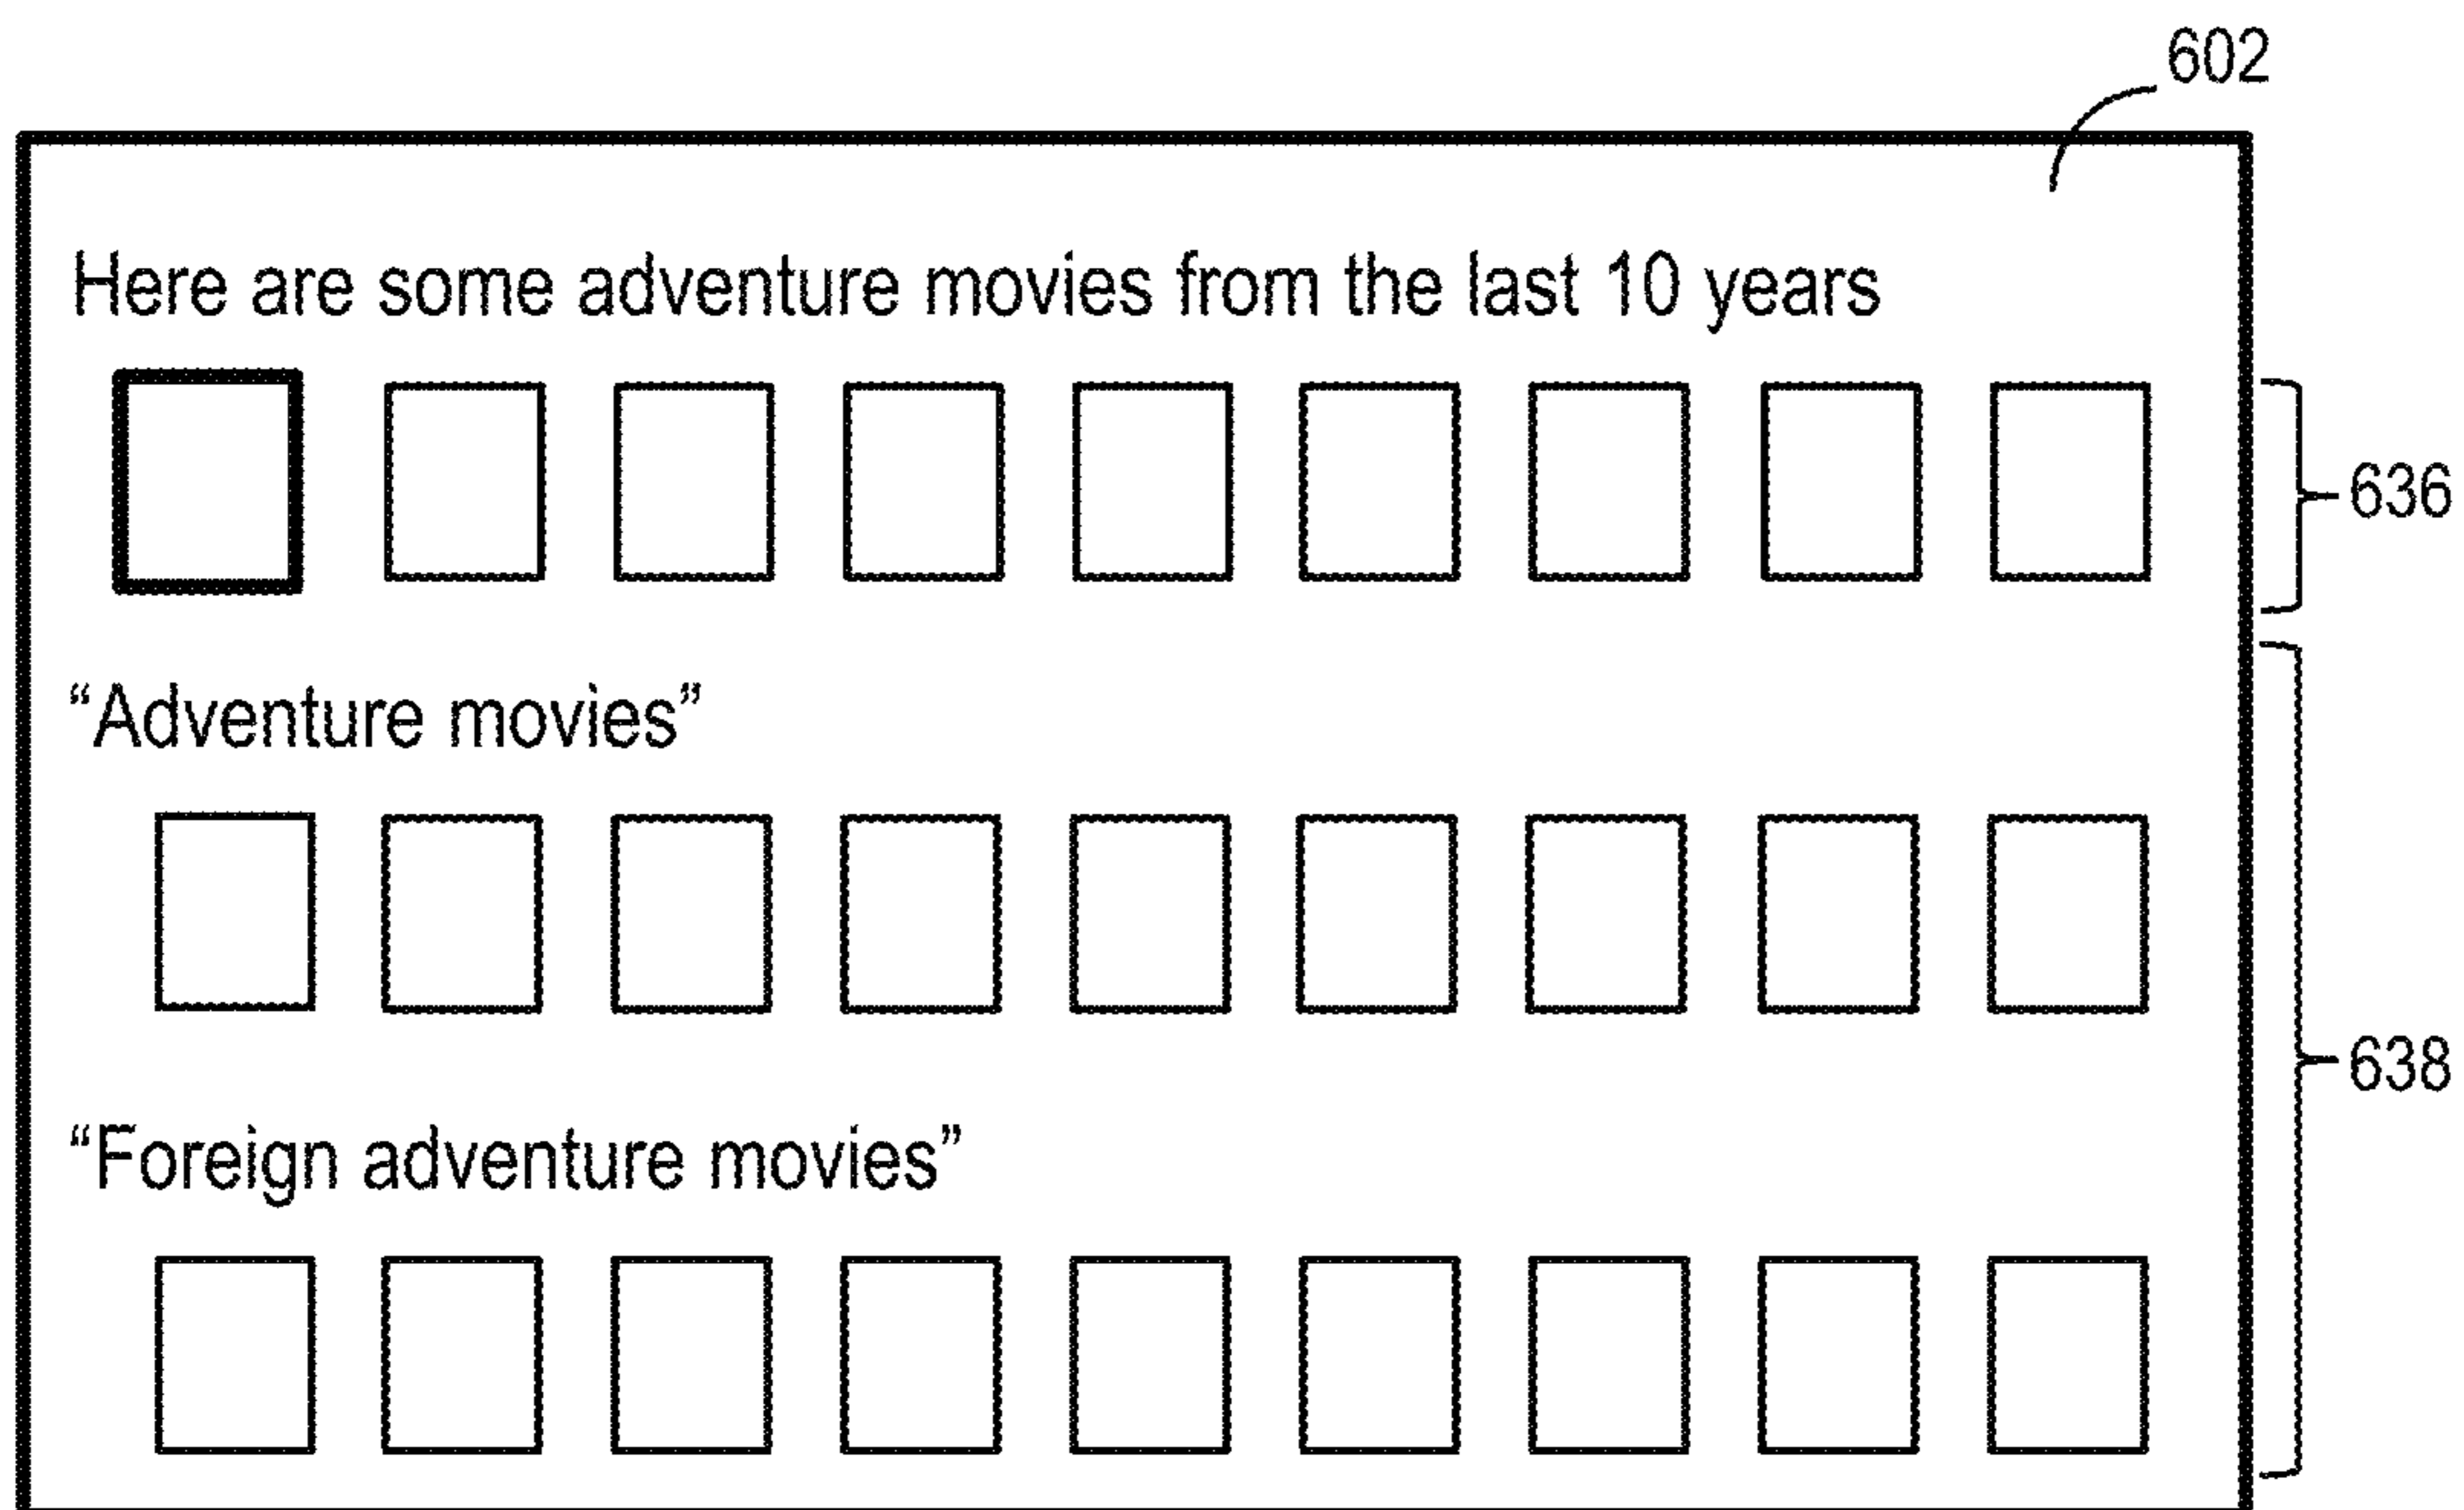 602
Here are some adventure movies from the last 10 years
636
“Adventure movies”
638
“Foreign adventure movies”